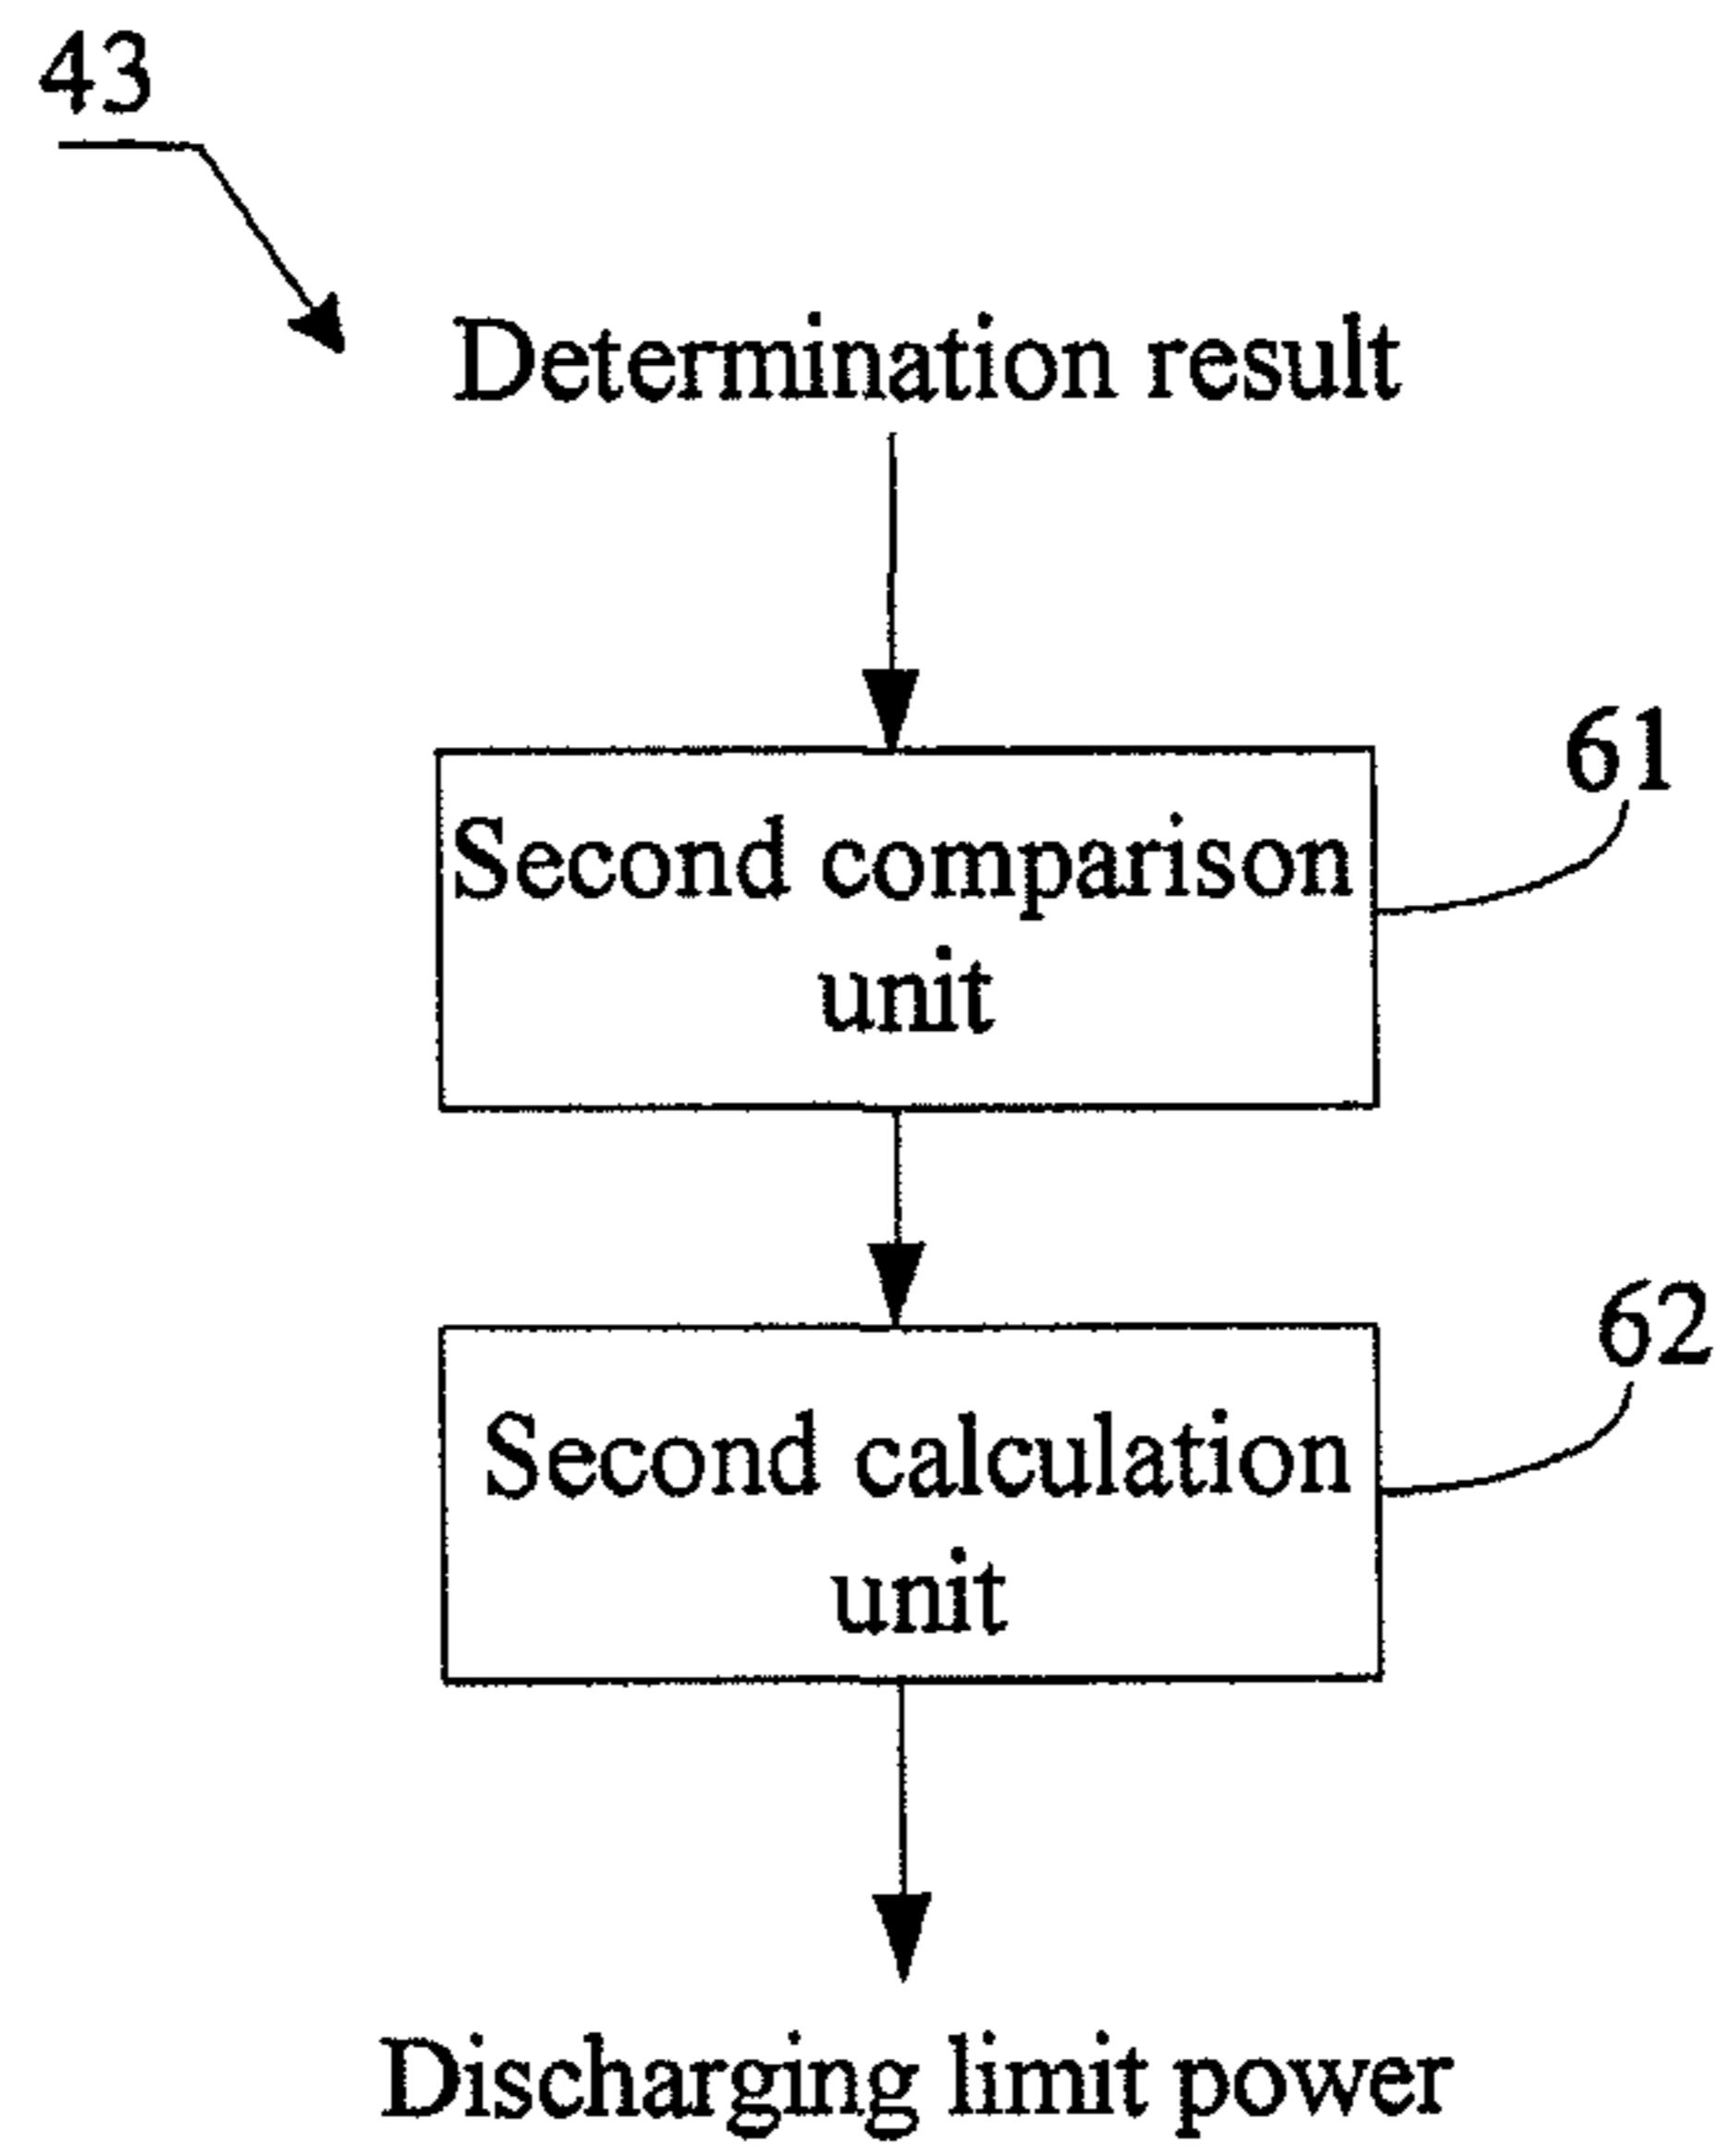 43
Determination result
61
Second comparison
unit
62
Second calculation
unit
Discharging limit power